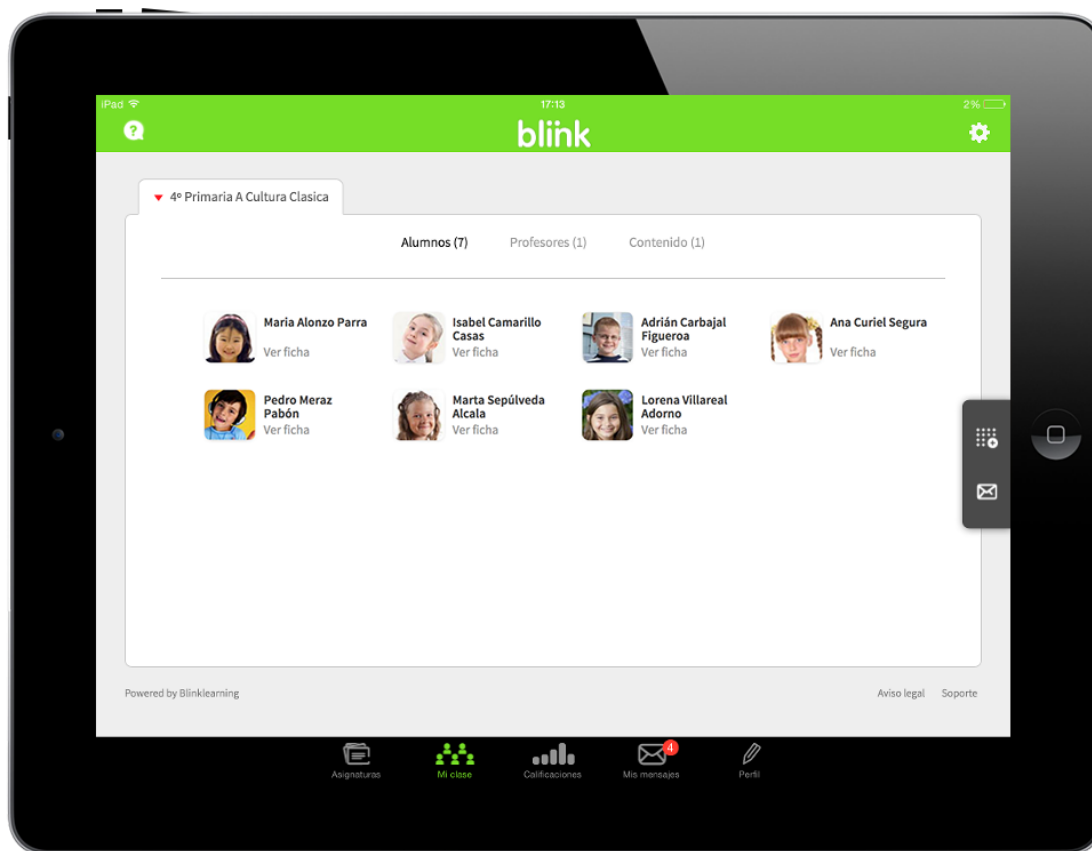 iPad 17:13 2%
?
blink
4º Primaria A Cultura Clasica
Alumnos (7) Profesores (1) Contenido (1)
Maria Alonzo Parra
Ver ficha
Isabel Camarillo
Casas
Ver ficha
Adrián Carbajal
Figueroa
Ver ficha
Ana Curiel Segura
Ver ficha
Pedro Meraz
Pabón
Ver ficha
Marta Sepúlveda
Alcala
Ver ficha
Lorena Villareal
Adorno
Ver ficha
Powered by Blinklearning Aviso legal Soporte
4
Asignaturas Mi clase Calificaciones Mis mensajes Perfil